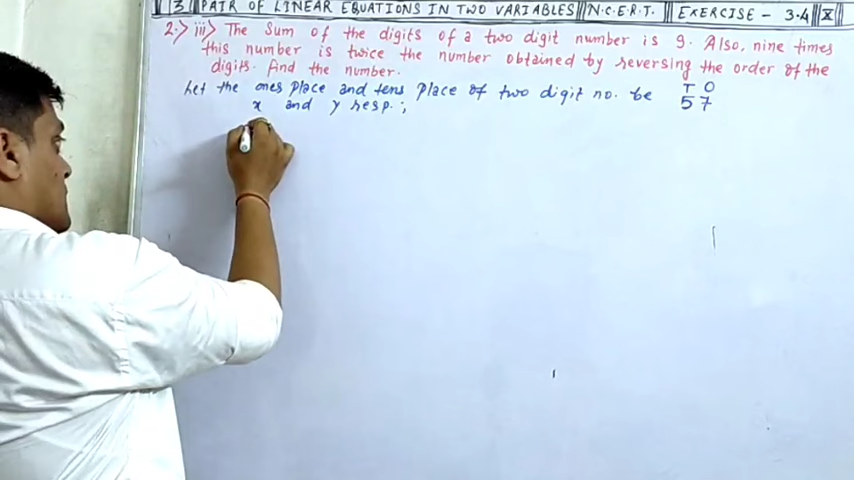 3 PAIR OF LINEAR EQUATIONS IN TWO VARIABLES N.C.E.R.T. EXERCISE - 3.4 X
2.> iii> The Sum of the digits of a two digit number is 9. Also, nine times
this number is twice the number obtained by reversing the order of the
digits. find the number.
Let the ones place and tens place of two digit no. be T O
x and y resp.; 57